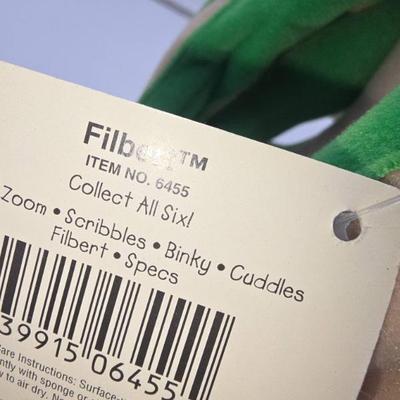 Filbert™
ITEM NO. 6455
Collect All Six!
Zoom • Scribbles • Binky • Cuddles
Filbert • Specs
39915 06455
Care Instructions: Surface-
with sponge or
to air dry.